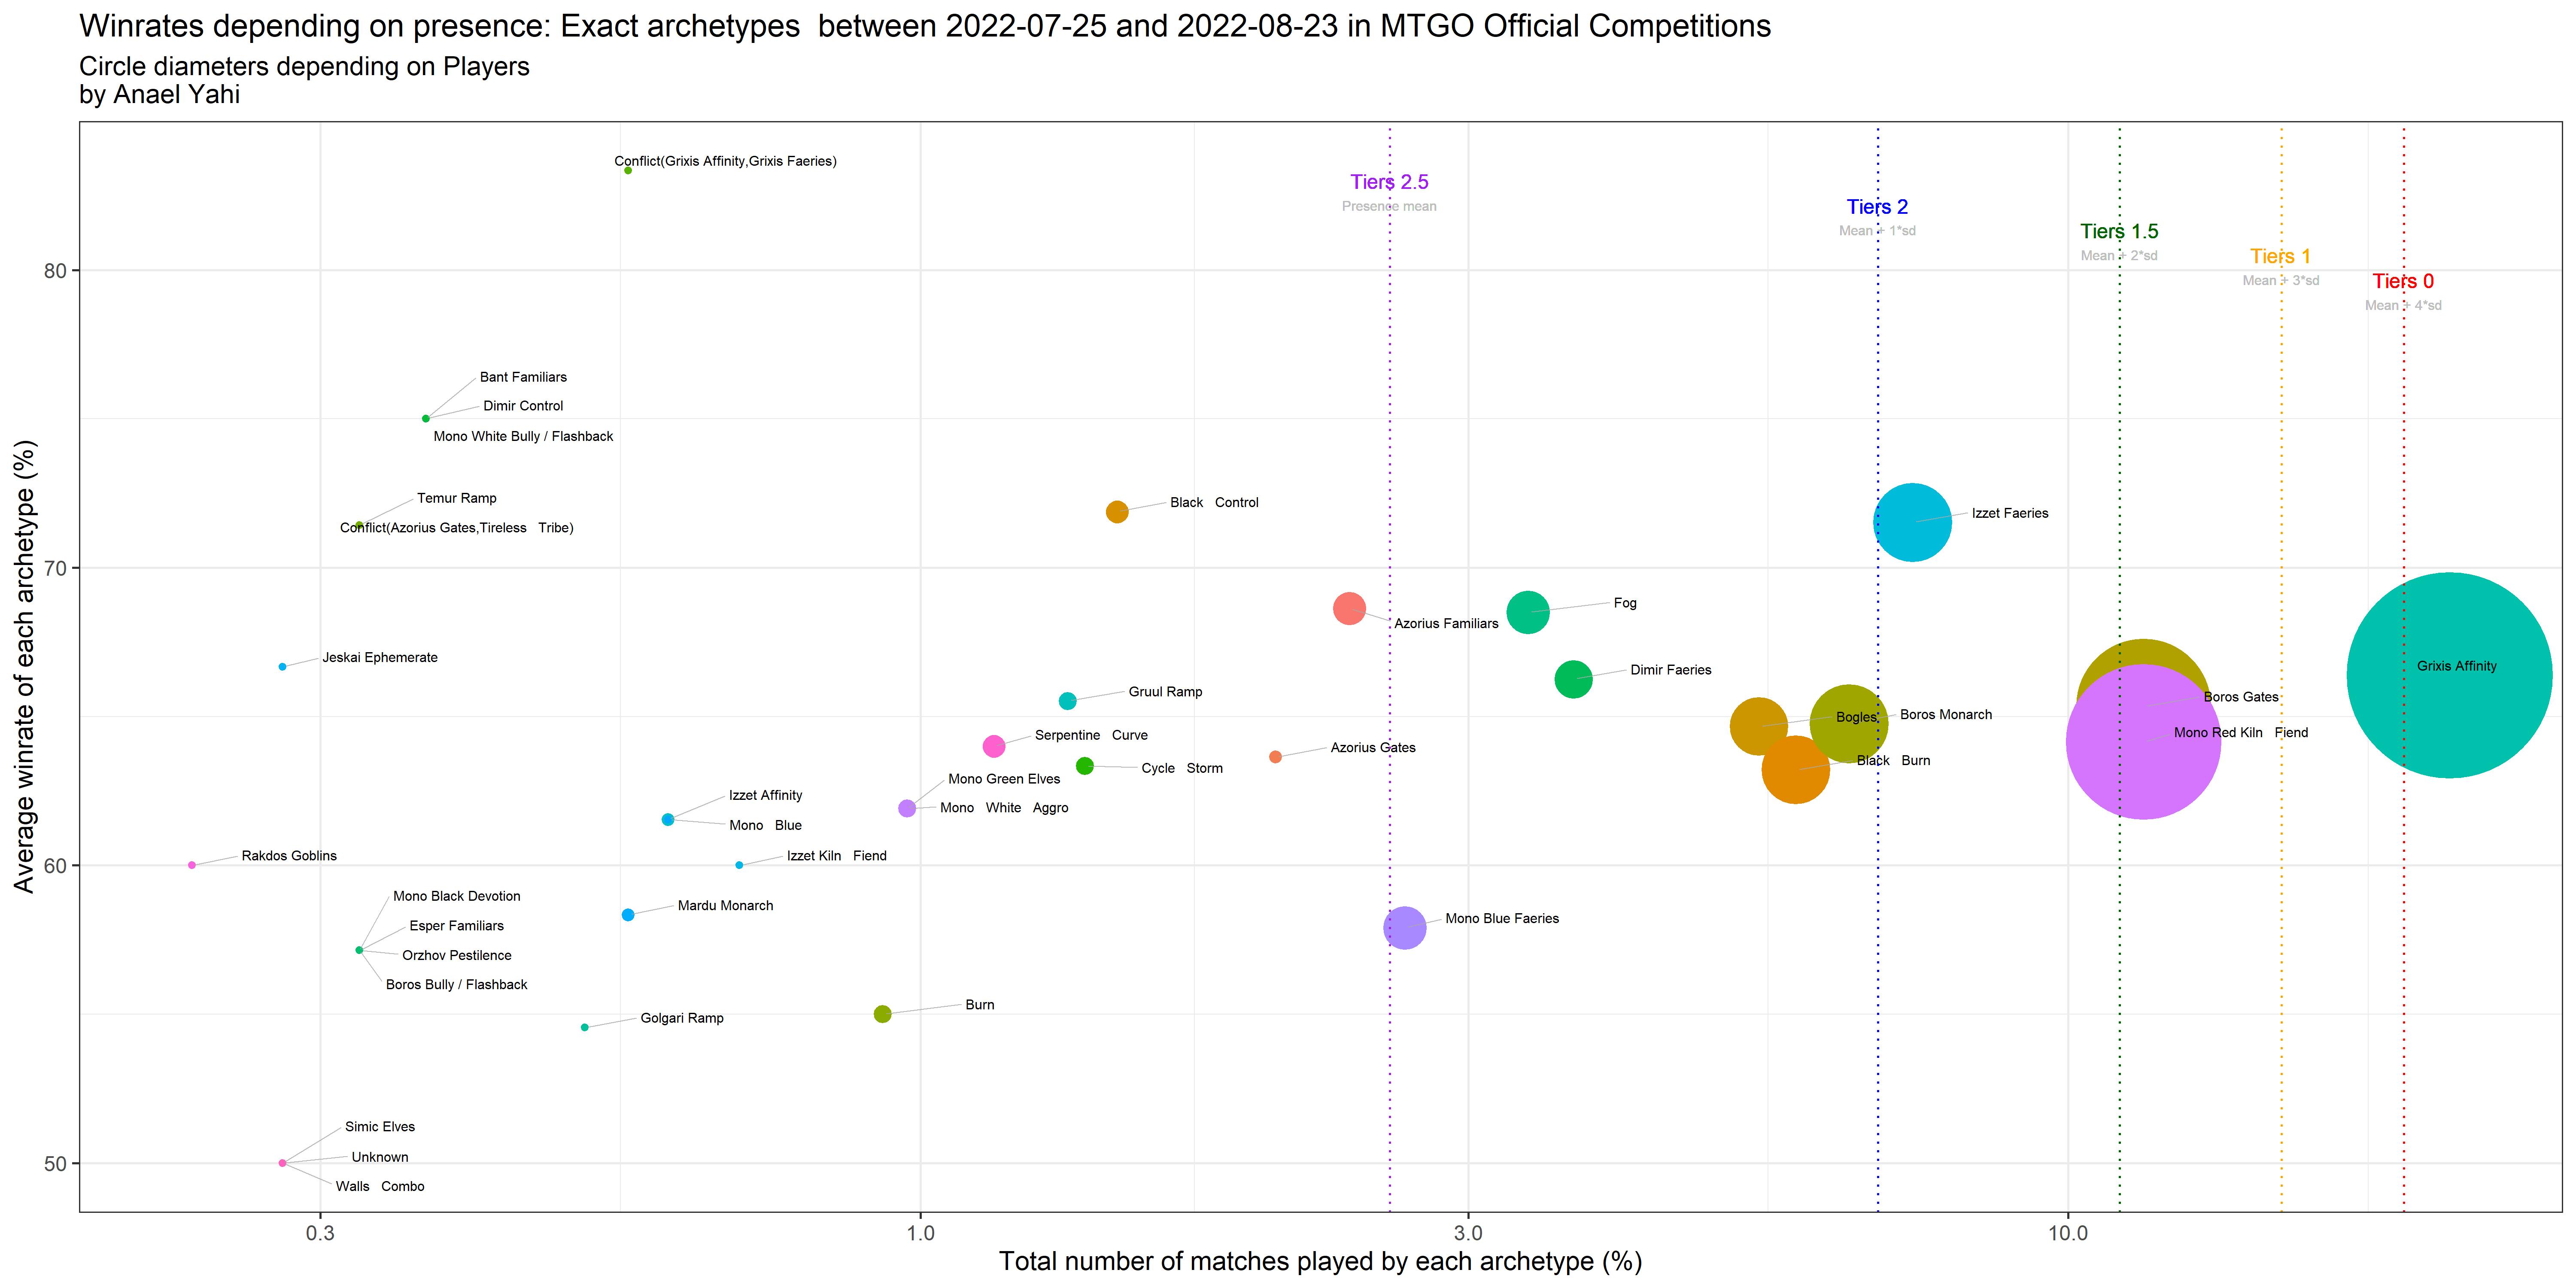 Winrates depending on presence: Exact archetypes  between 2022-07-25 and 2022-08-23 in MTGO Official Competitions
Circle diameters depending on Players
by Anael Yahi
Conflict(Grixis Affinity,Grixis Faeries)
Tiers 2.5
Presence mean
Tiers 2
Mean + 1*sd
Tiers 1.5
Mean + 2*sd
Tiers 1
Mean + 3*sd
Tiers 0
Mean + 4*sd
80
70
60
50
Average winrate of each archetype (%)
Bant Familiars
Dimir Control
Mono White Bully / Flashback
Temur Ramp
Conflict(Azorius Gates,Tireless   Tribe)
Black   Control
Izzet Faeries
Azorius Familiars
Fog
Dimir Faeries
Jeskai Ephemerate
Grixis Affinity
Gruul Ramp
Boros Gates
Bogles
Boros Monarch
Mono Red Kiln   Fiend
Serpentine   Curve
Azorius Gates
Black   Burn
Cycle   Storm
Mono Green Elves
Mono   White   Aggro
Izzet Affinity
Mono   Blue
Rakdos Goblins
Izzet Kiln   Fiend
Mono Black Devotion
Mardu Monarch
Mono Blue Faeries
Esper Familiars
Orzhov Pestilence
Boros Bully / Flashback
Burn
Golgari Ramp
Simic Elves
Unknown
Walls   Combo
0.3
1.0
3.0
10.0
Total number of matches played by each archetype (%)